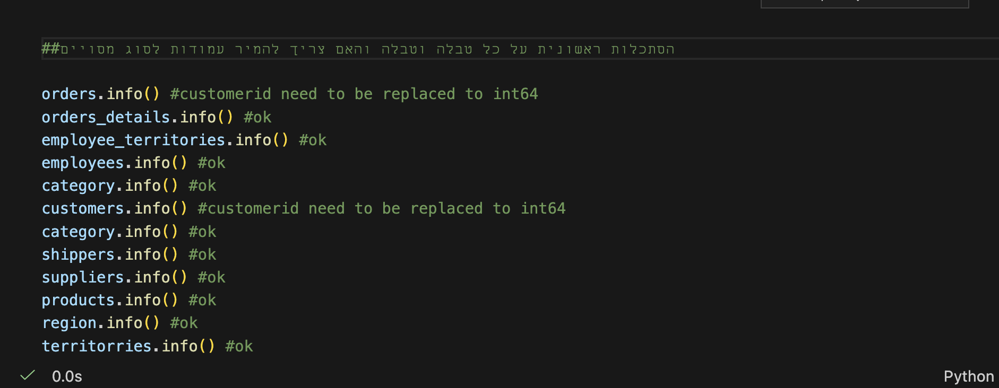 ##הסתכלות ראשונית על כל טבלה וטבלה והאם צריך להמיר עמודות לסוג מסויים
orders.info() #customerid need to be replaced to int64
orders_details.info() #ok
employee_territories.info() #ok
employees.info() #ok
category.info() #ok
customers.info() #customerid need to be replaced to int64
category.info() #ok
shippers.info() #ok
suppliers.info() #ok
products.info() #ok
region.info() #ok
territorries.info() #ok
0.0s
Python